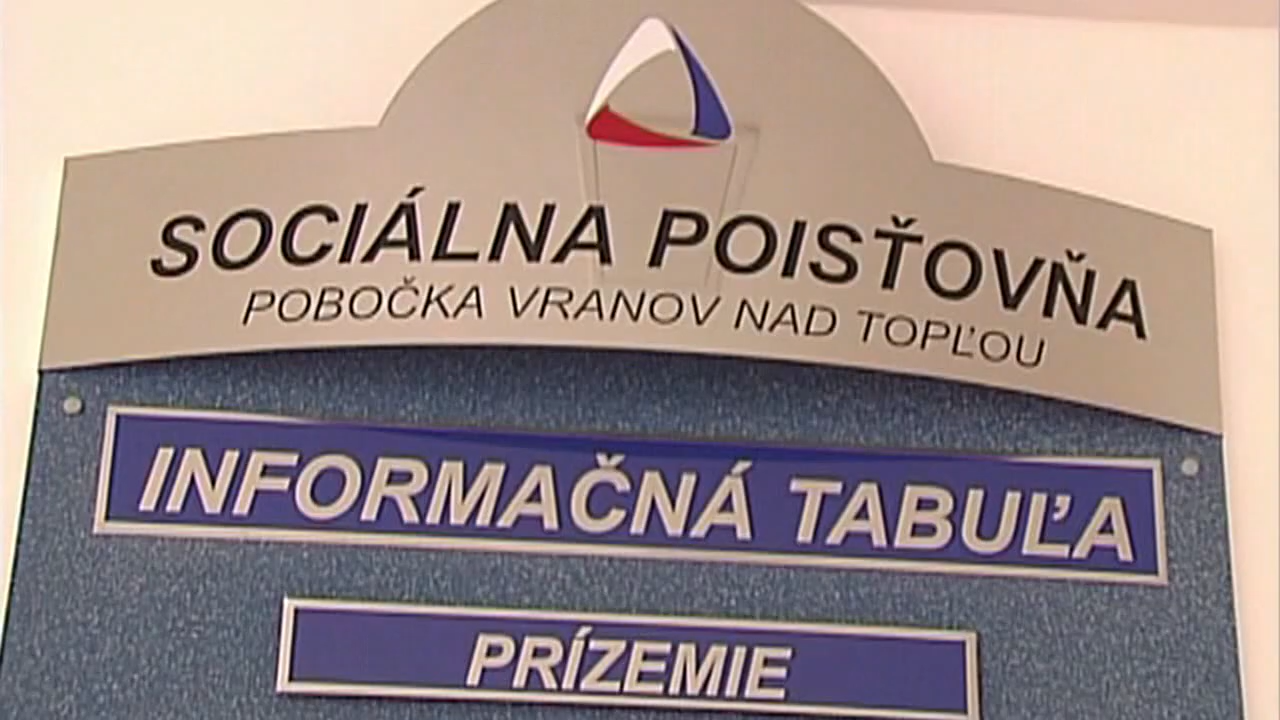 SOCIÁLNA POISŤOVŇA
POBOČKA VRANOV NAD TOPĽOU
INFORMAČNÁ TABUĽA
PRÍZEMIE